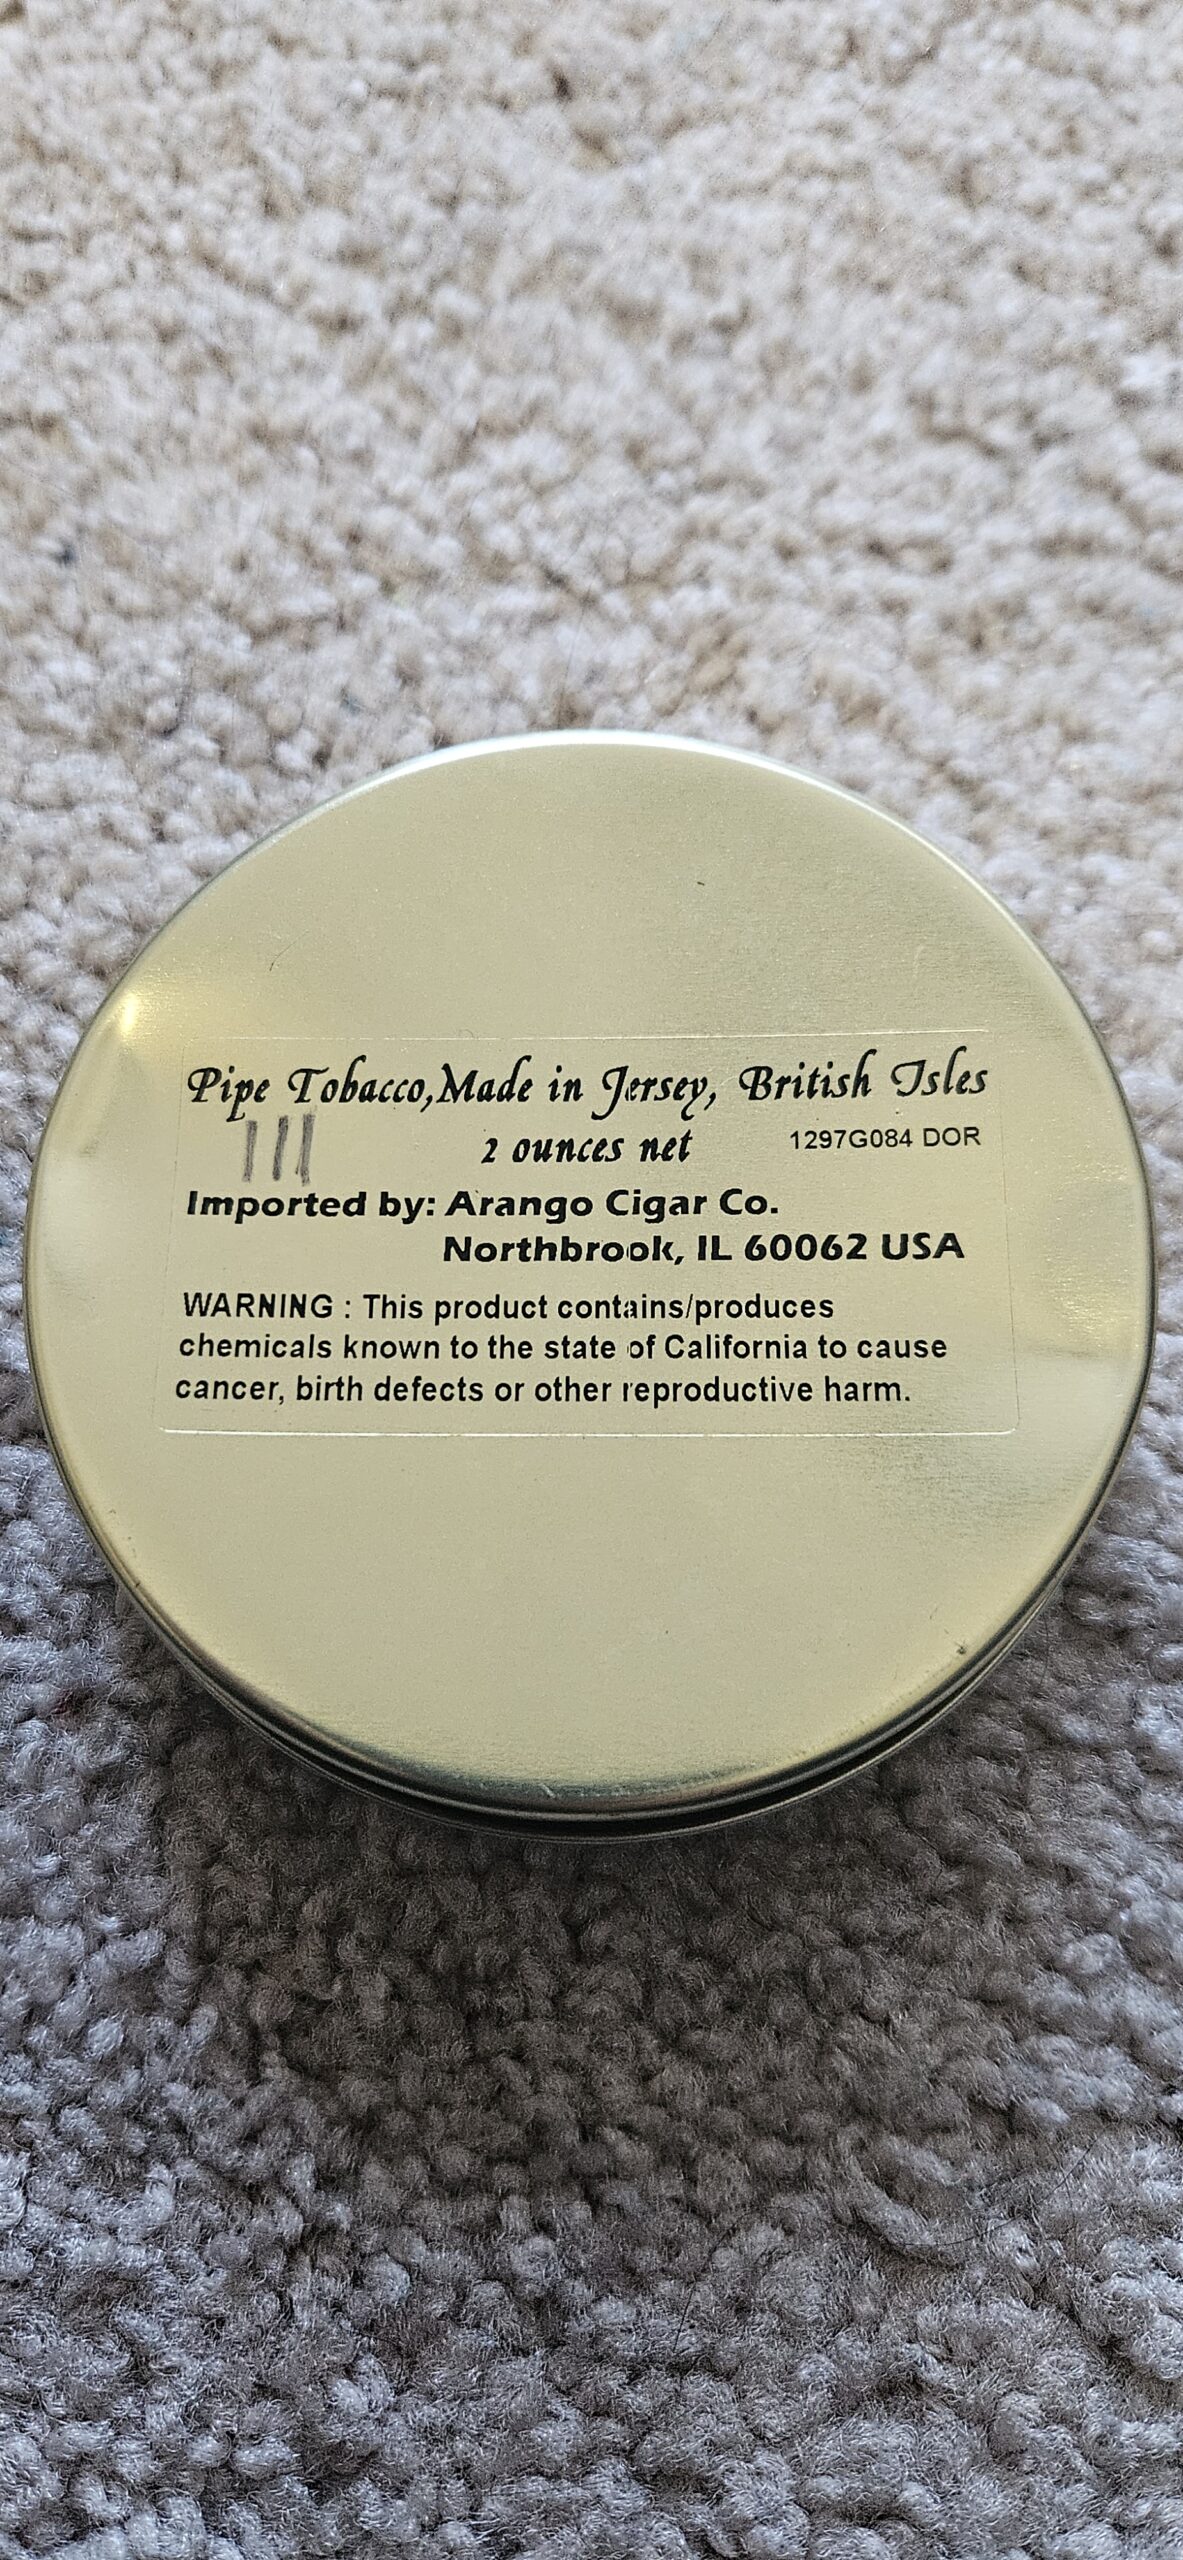 Pipe Tobacco,Made in Jersey, British Isles
III 2 ounces net 1297G084 DOR
Imported by: Arango Cigar Co.
Northbrook, IL 60062 USA
WARNING : This product contains/produces
chemicals known to the state of California to cause
cancer, birth defects or other reproductive harm.